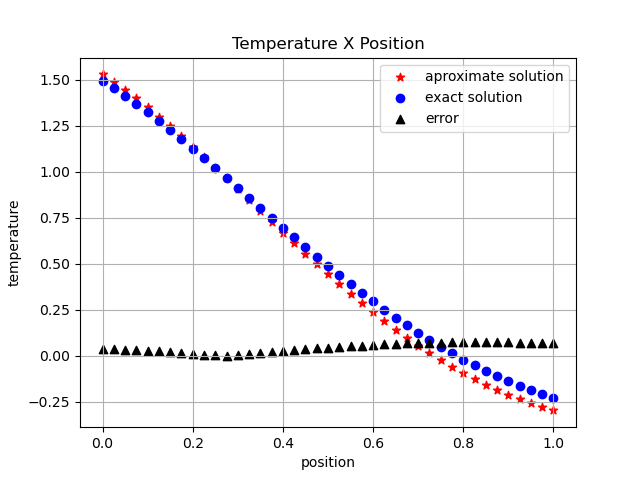 Temperature X Position
aproximate solution
exact solution
error
temperature
1.50
1.25
1.00
0.75
0.50
0.25
0.00
−0.25
0.0 0.2 0.4 0.6 0.8 1.0
position